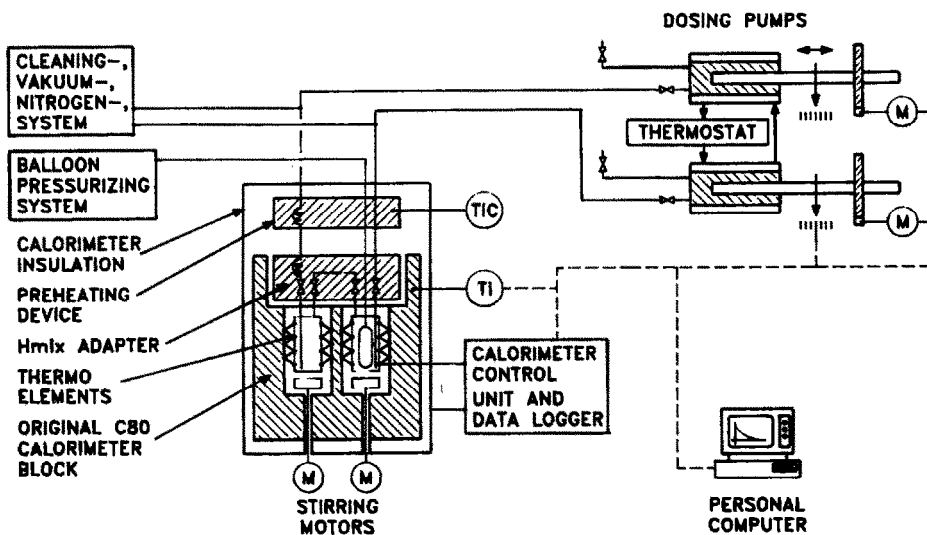 DOSING PUMPS
CLEANING-,
VAKUUM-,
NITROGEN-,
SYSTEM
M
THERMOSTAT
BALLOON
PRESSURIZING
SYSTEM
M
TIC
CALORIMETER
INSULATION
PREHEATING
DEVICE
TI
Hmix ADAPTER
THERMO
ELEMENTS
CALORIMETER
CONTROL
UNIT AND
DATA LOGGER
ORIGINAL C80
CALORIMETER
BLOCK
M
M
STIRRING
MOTORS
PERSONAL
COMPUTER